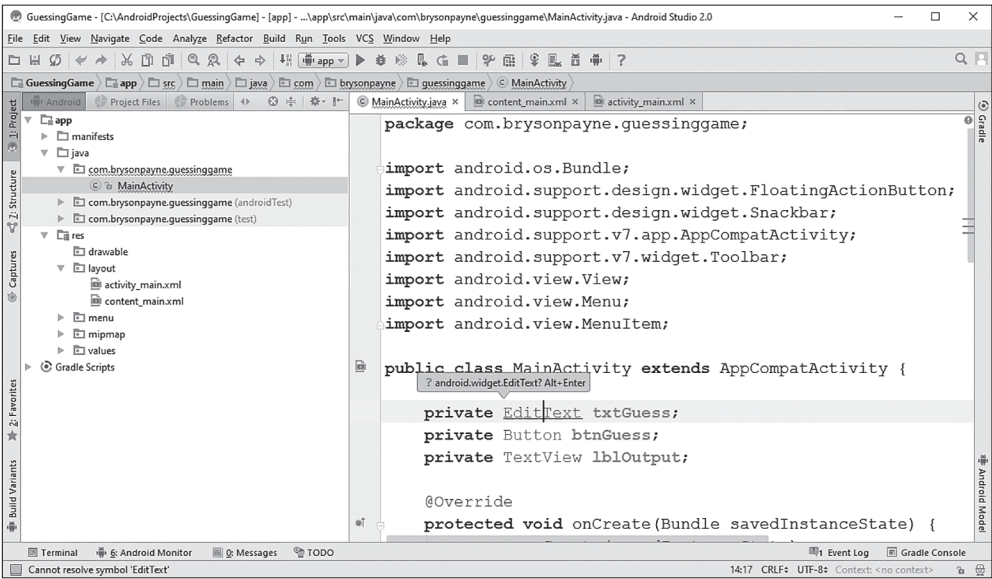 GuessingGame - [C:\AndroidProjects\GuessingGame] - [app] - ...\app\src\main\java\com\brysonpayne\guessinggame\MainActivity.java - Android Studio 2.0
File Edit View Navigate Code Analyze Refactor Build Run Tools VCS Window Help
app
GuessingGame app src main java com brysonpayne guessinggame MainActivity
1: Project
Z: Structure
Captures
2: Favorites
Build Variants
Android Project Files Problems
app
manifests
java
com.brysonpayne.guessinggame
MainActivity
com.brysonpayne.guessinggame (androidTest)
com.brysonpayne.guessinggame (test)
res
drawable
layout
activity_main.xml
content_main.xml
menu
mipmap
values
Gradle Scripts
MainActivity.java × content_main.xml × activity_main.xml ×
package com.brysonpayne.guessinggame;
import android.os.Bundle;
import android.support.design.widget.FloatingActionButton;
import android.support.design.widget.Snackbar;
import android.support.v7.app.AppCompatActivity;
import android.support.v7.widget.Toolbar;
import android.view.View;
import android.view.Menu;
import android.view.MenuItem;
public class MainActivity extends AppCompatActivity {
? android.widget.EditText? Alt+Enter
private EditText txtGuess;
private Button btnGuess;
private TextView lblOutput;
@Override
protected void onCreate(Bundle savedInstanceState) {
Gradle
Android Model
Terminal 6: Android Monitor 0: Messages TODO
1 Event Log Gradle Console
Cannot resolve symbol 'EditText'
14:17 CRLF÷ UTF-8÷ Context: <no context>